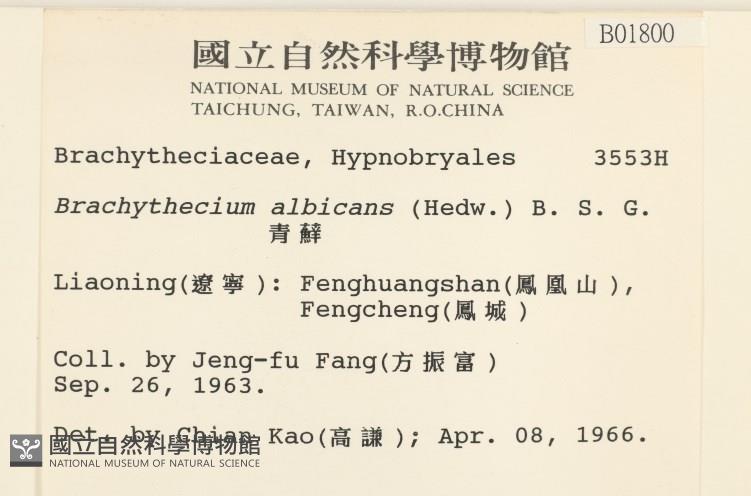 B01800
國立自然科學博物館
NATIONAL MUSEUM OF NATURAL SCIENCE
TAICHUNG, TAIWAN, R.O.CHINA
Brachytheciaceae, Hypnobryales 3553H
Brachythecium albicans (Hedw.) B. S. G.
青蘚
Liaoning(遼寧): Fenghuangshan(鳳凰山),
Fengcheng(鳳城)
Coll. by Jeng-fu Fang(方振富)
Sep. 26, 1963.
Det. by Chian Kao(高謙); Apr. 08, 1966.
國立自然科學博物館
NATIONAL MUSEUM OF NATURAL SCIENCE